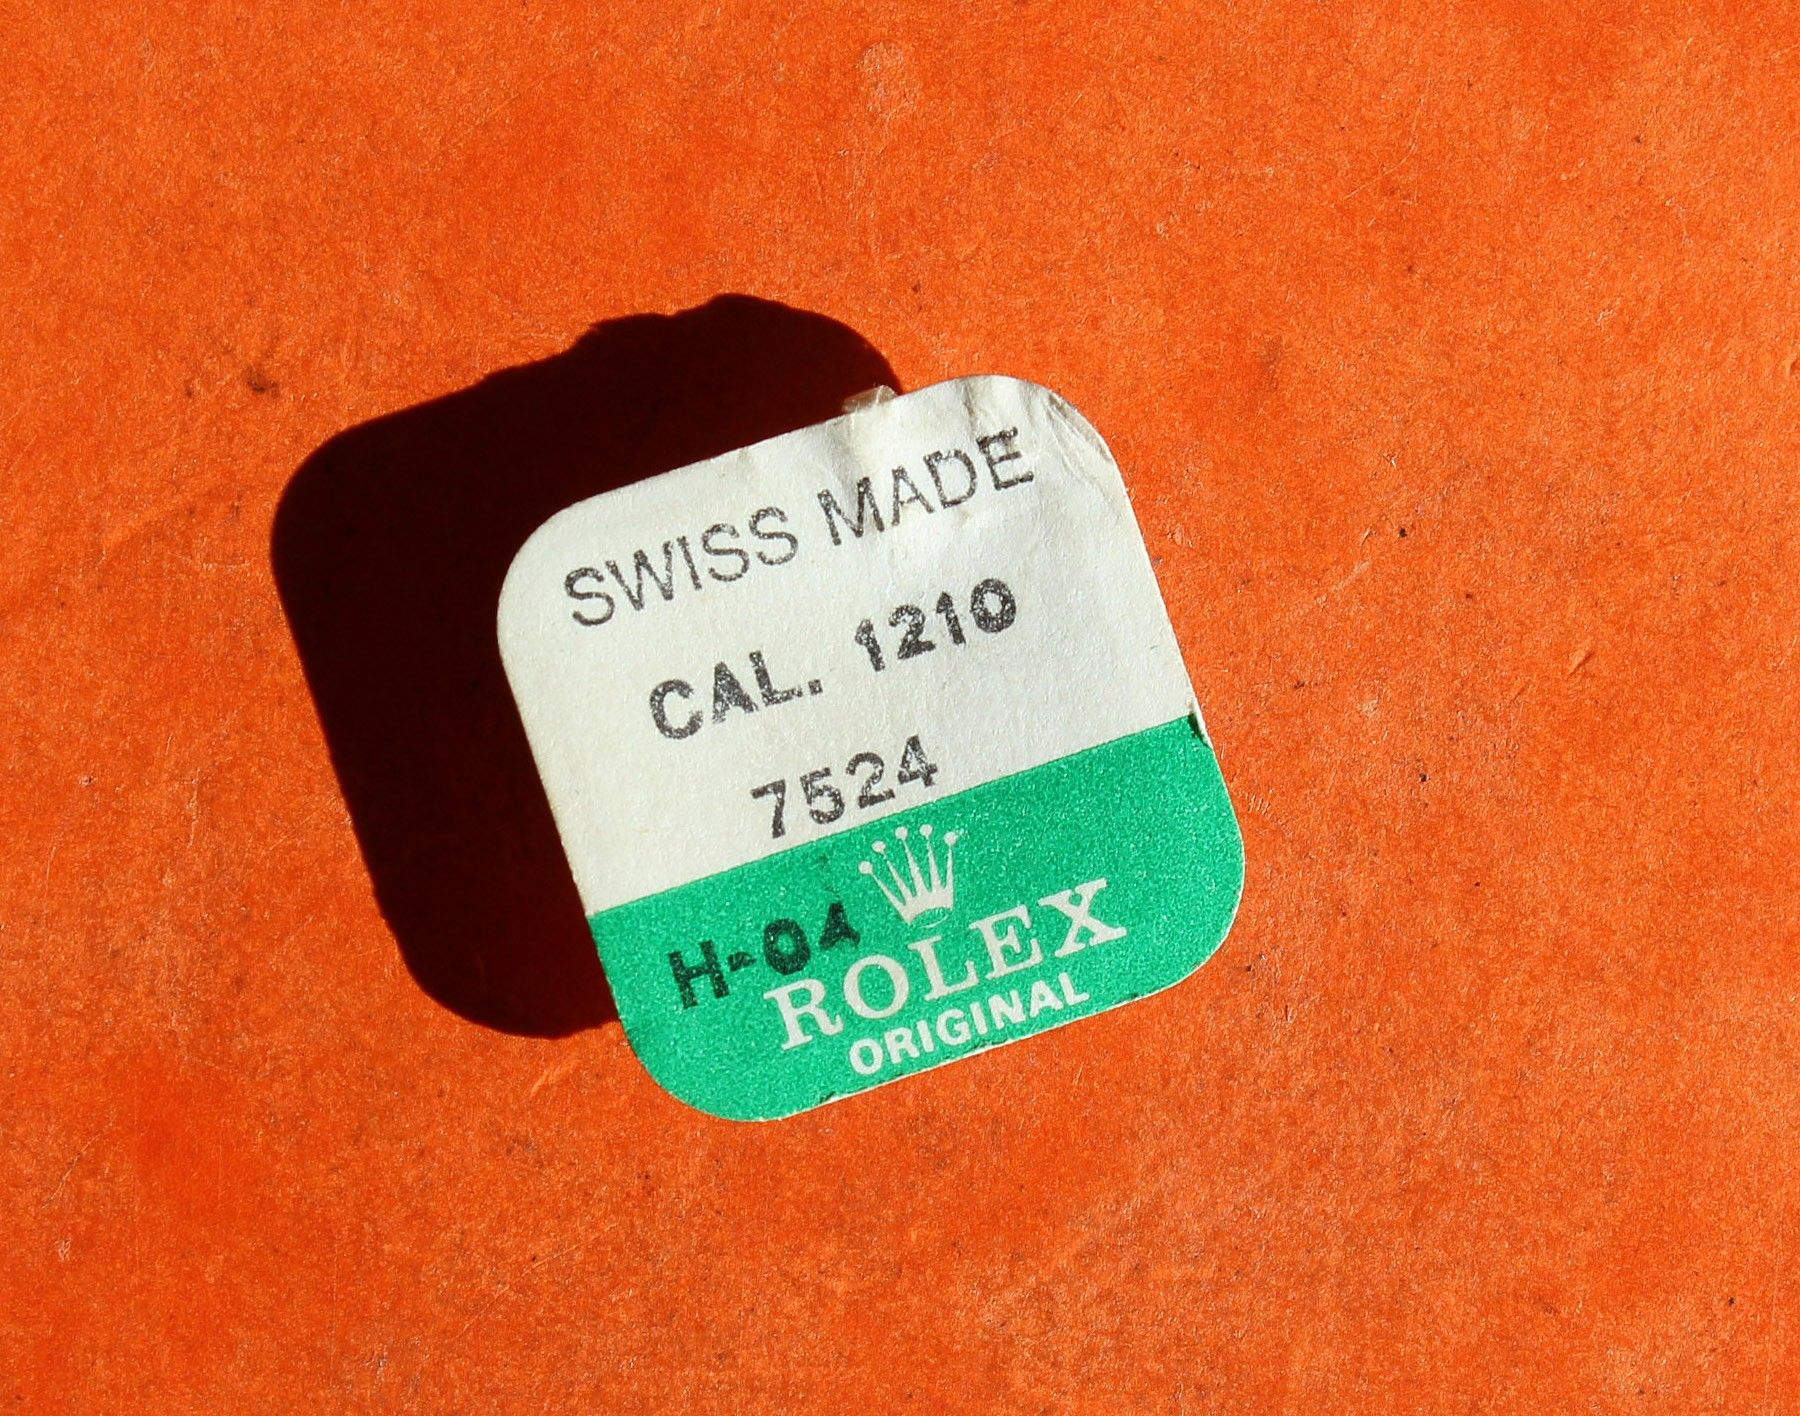 SWISS MADE
CAL. 1210
7524
H-04
ROLEX
ORIGINAL